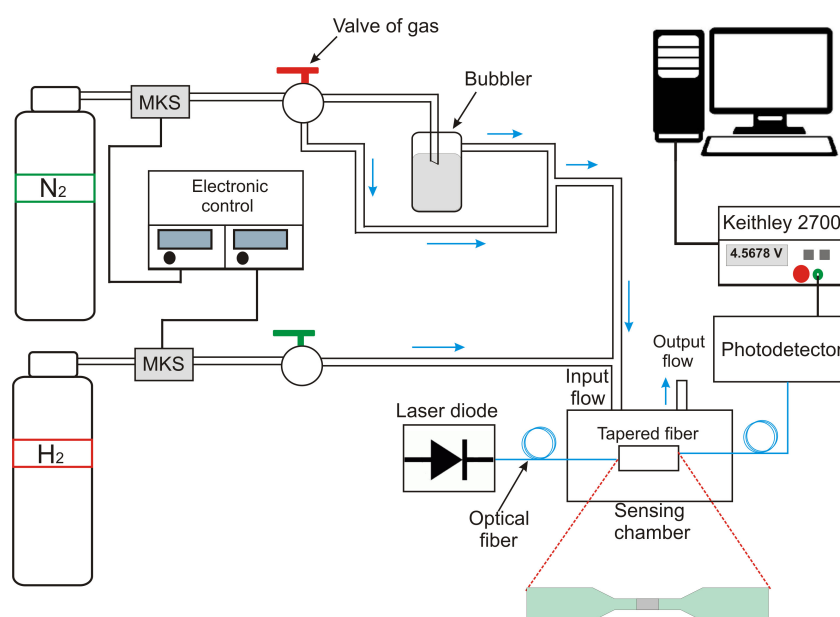 Valve of gas
Bubbler
MKS
N2
Electronic
control
Keithley 2700
4.5678 V
MKS
H2
Input
flow
Output
flow
Photodetector
Laser diode
Tapered fiber
Optical
fiber
Sensing
chamber